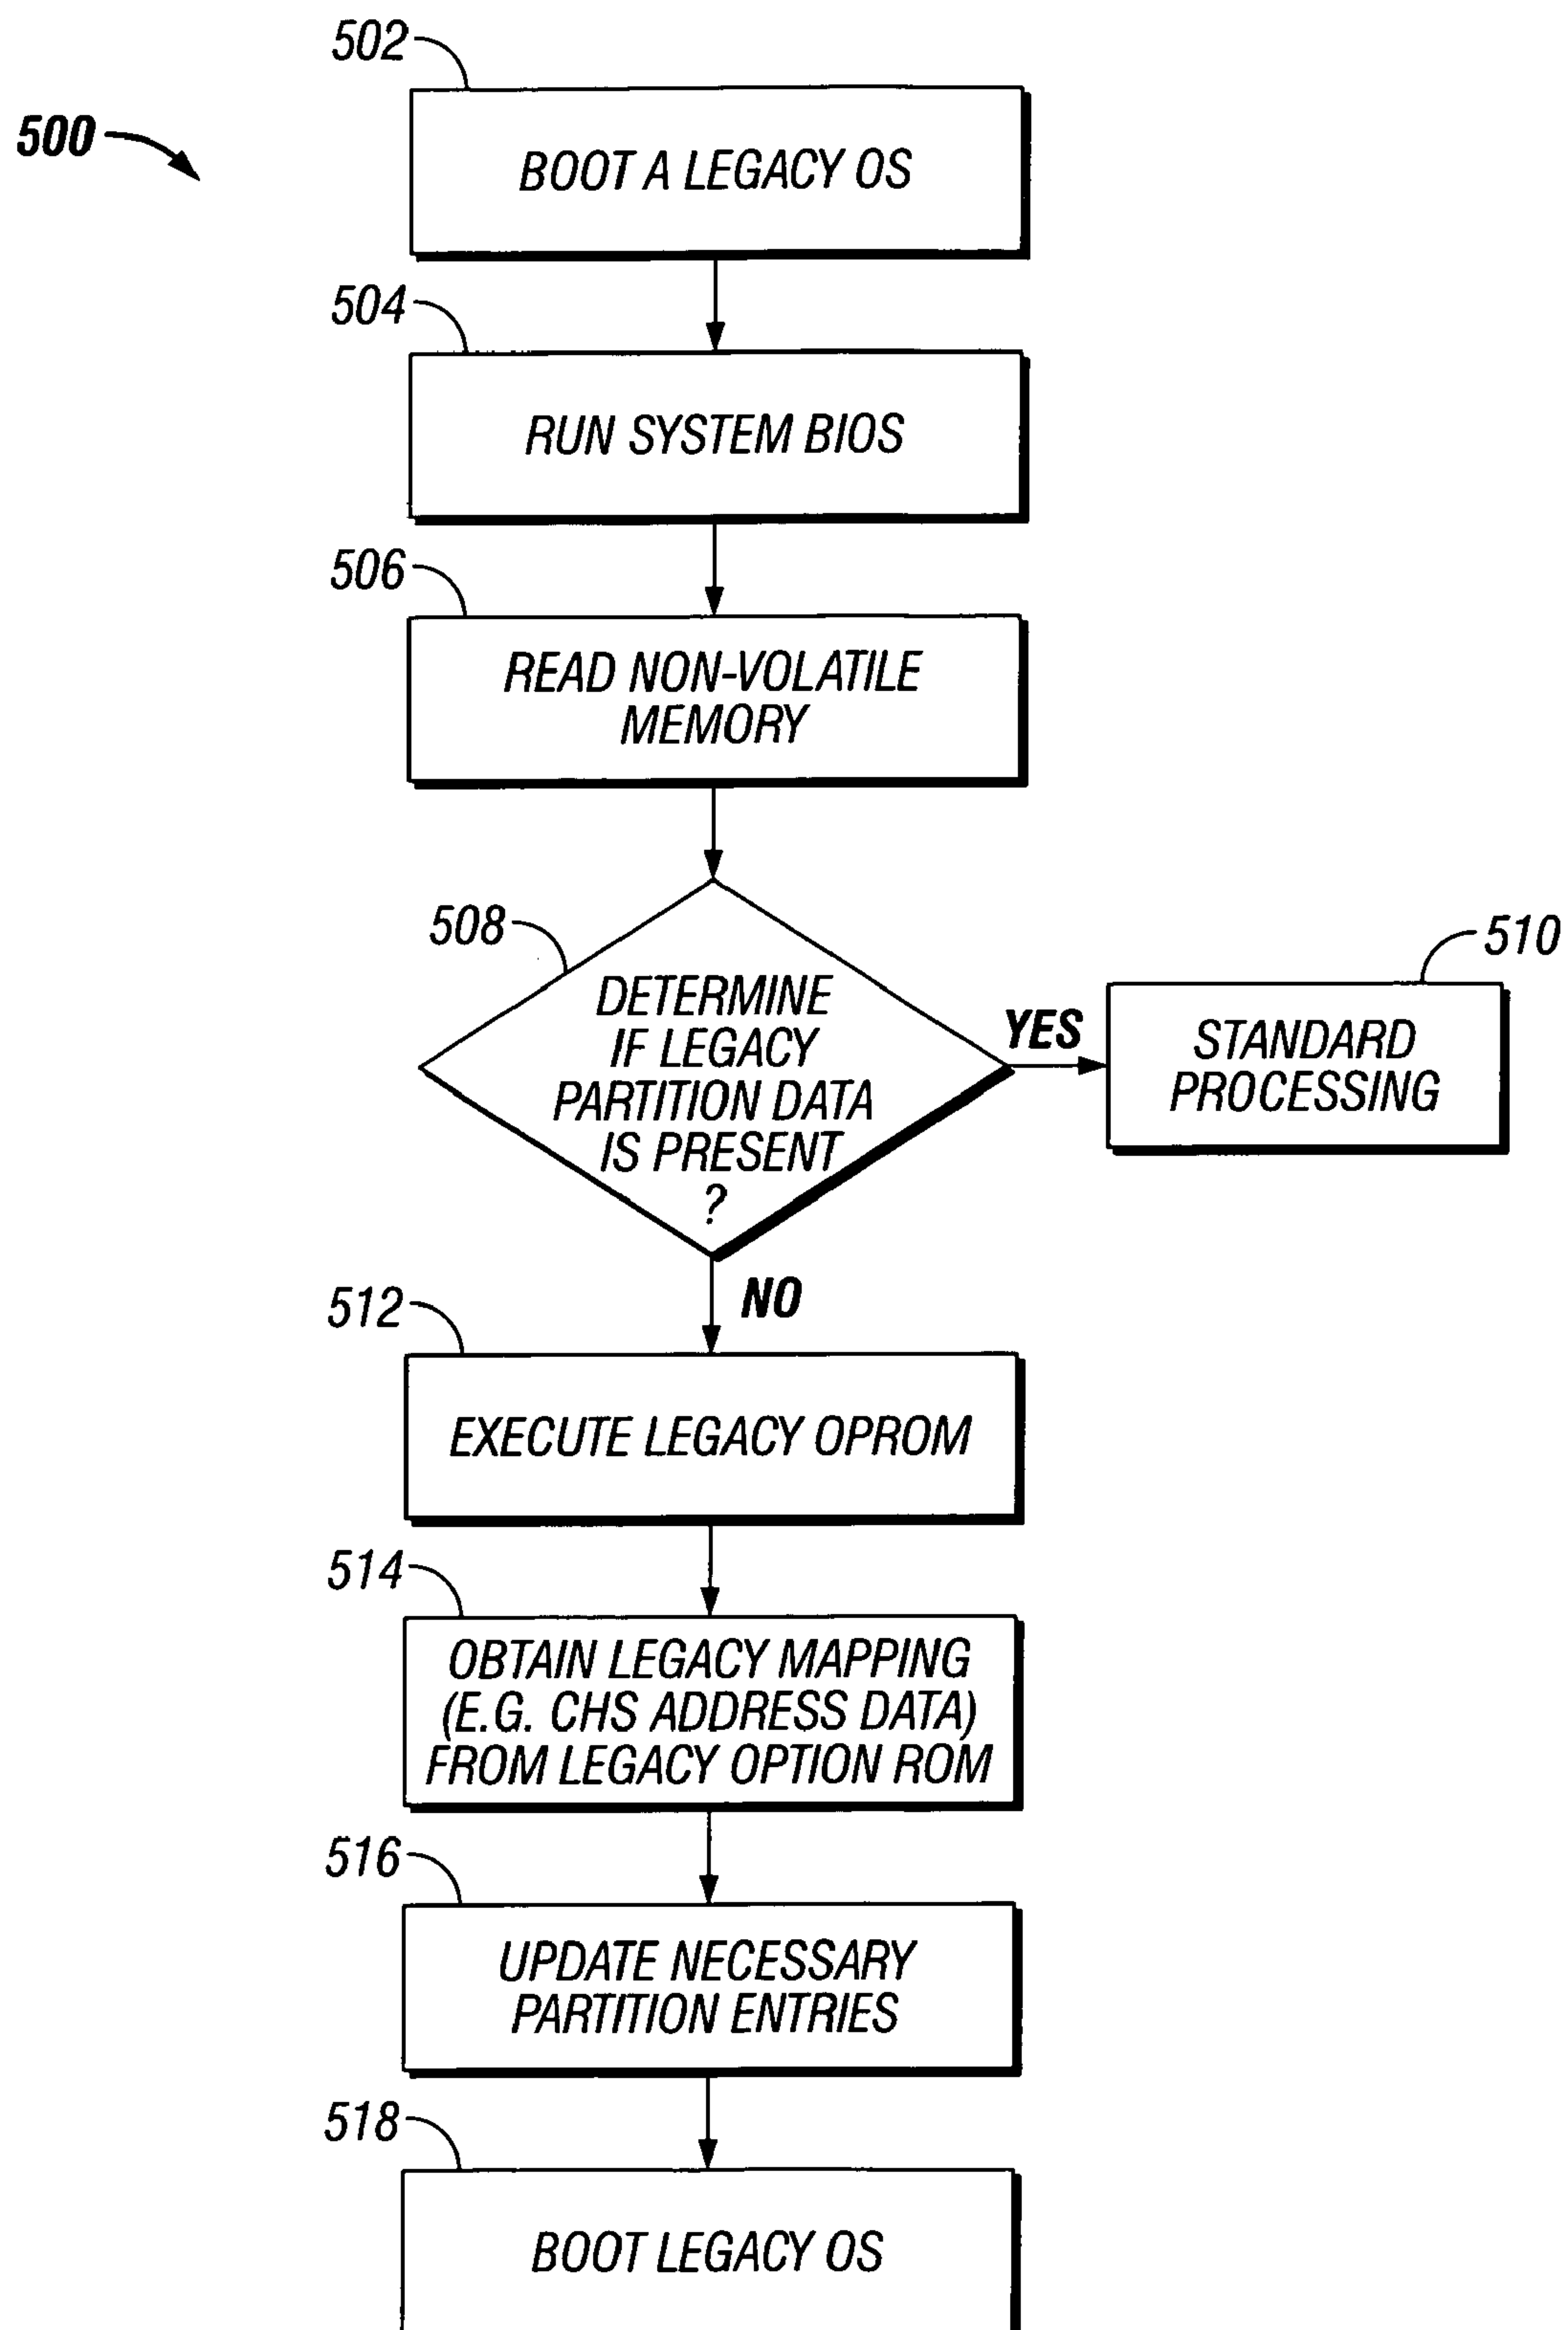 502
500
BOOT A LEGACY OS
504
RUN SYSTEM BIOS
506
READ NON-VOLATILE
MEMORY
508
DETERMINE
IF LEGACY
PARTITION DATA
IS PRESENT
?
YES
510
STANDARD
PROCESSING
NO
512
EXECUTE LEGACY OPROM
514
OBTAIN LEGACY MAPPING
(E.G. CHS ADDRESS DATA)
FROM LEGACY OPTION ROM
516
UPDATE NECESSARY
PARTITION ENTRIES
518
BOOT LEGACY OS